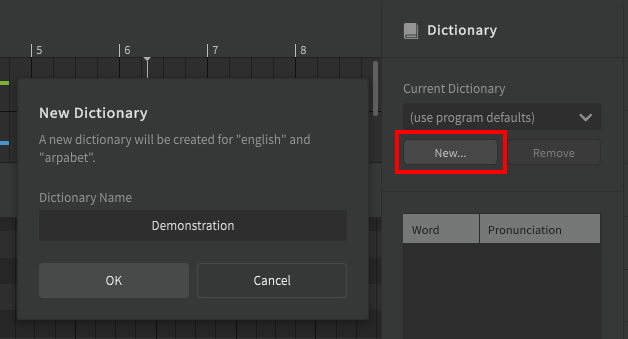 Dictionary
5 6 7 8
New Dictionary
A new dictionary will be created for "english" and
"arpabet".
Dictionary Name
Demonstration
OK Cancel
Current Dictionary
(use program defaults)
New... Remove
Word Pronunciation